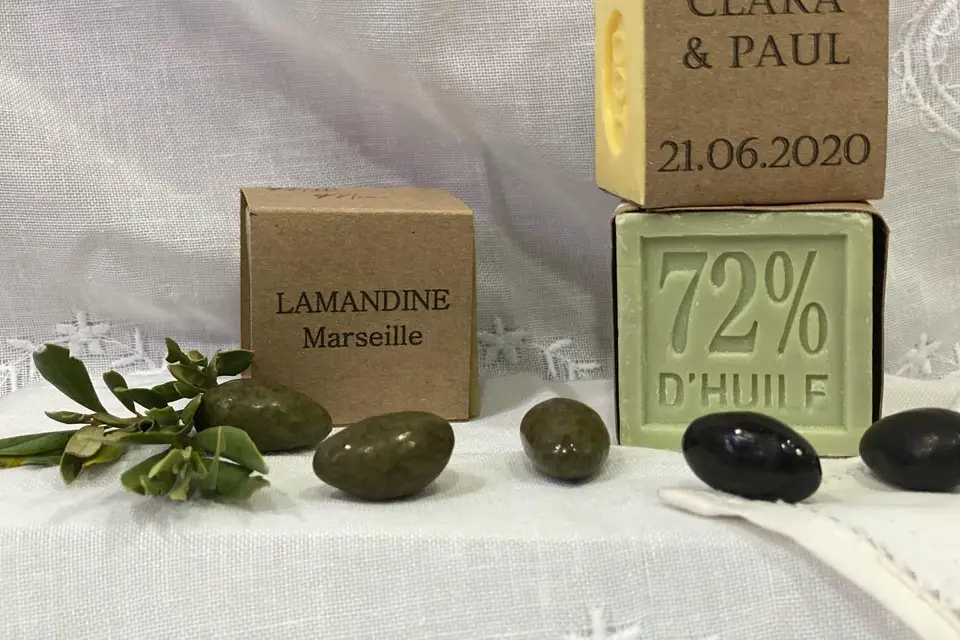 LAMANDINE
Marseille
CLARA
& PAUL
21.06.2020
72%
D'HUILE